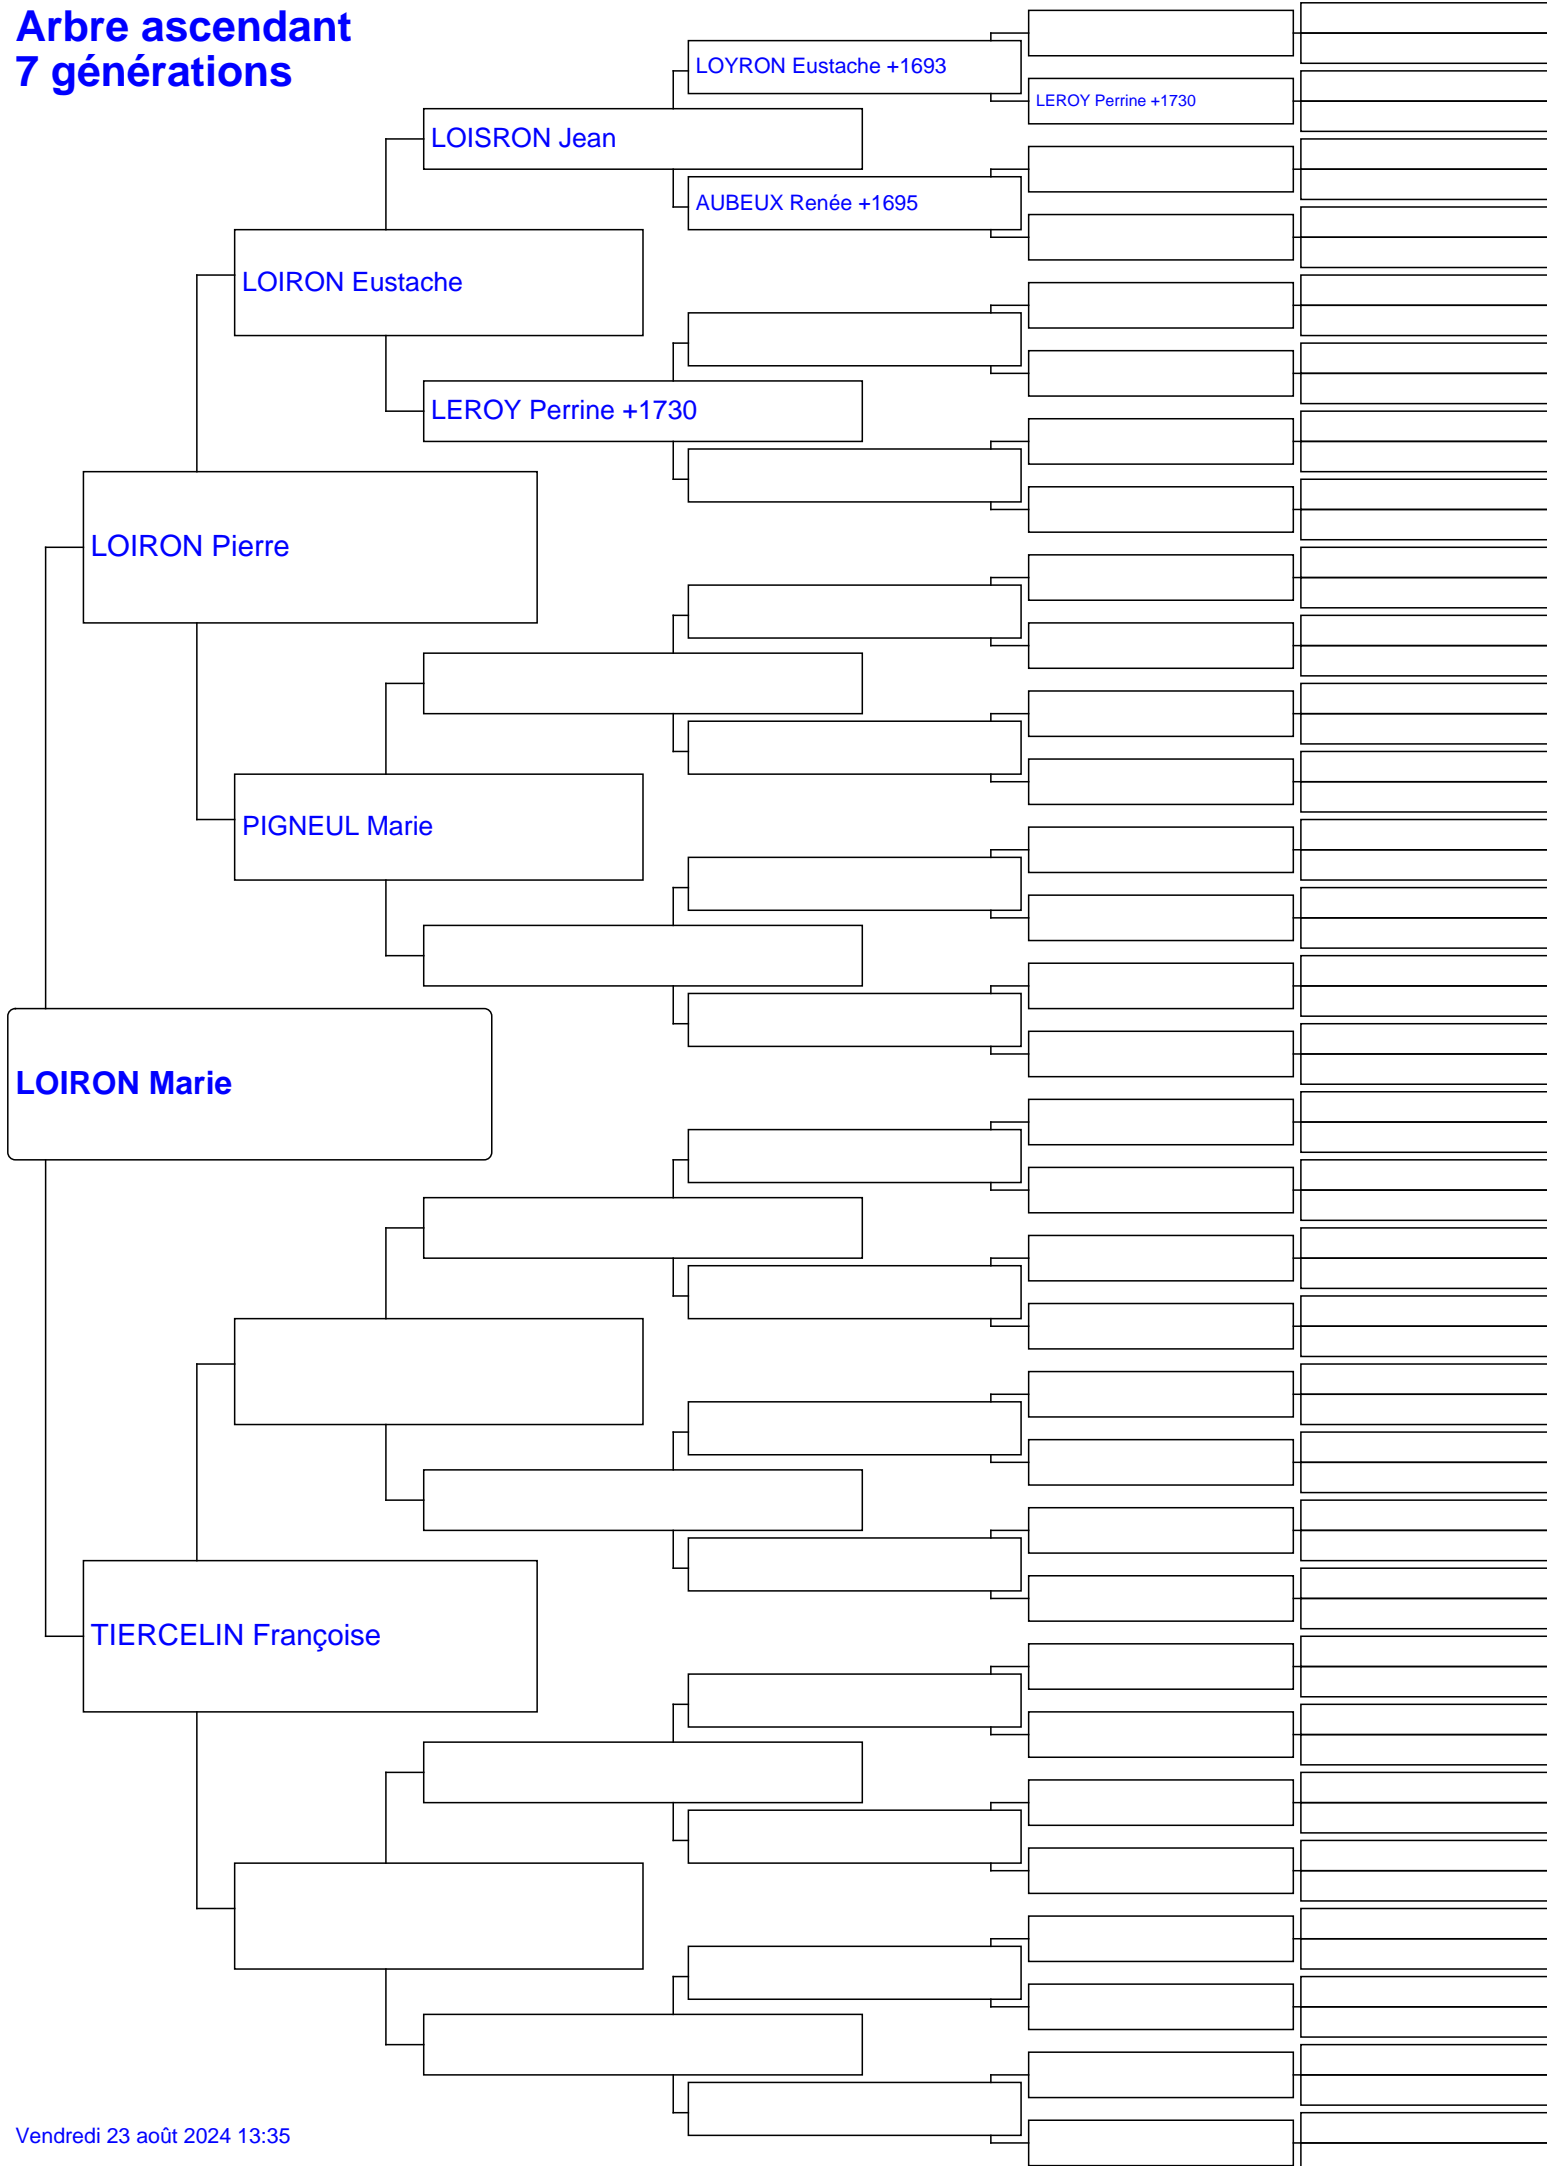 Arbre ascendant
7 générations
LOYRON Eustache +1693
LEROY Perrine +1730
LOISRON Jean
AUBEUX Renée +1695
LOIRON Eustache
LEROY Perrine +1730
LOIRON Pierre
PIGNEUL Marie
LOIRON Marie
TIERCELIN Françoise
Vendredi 23 août 2024 13:35